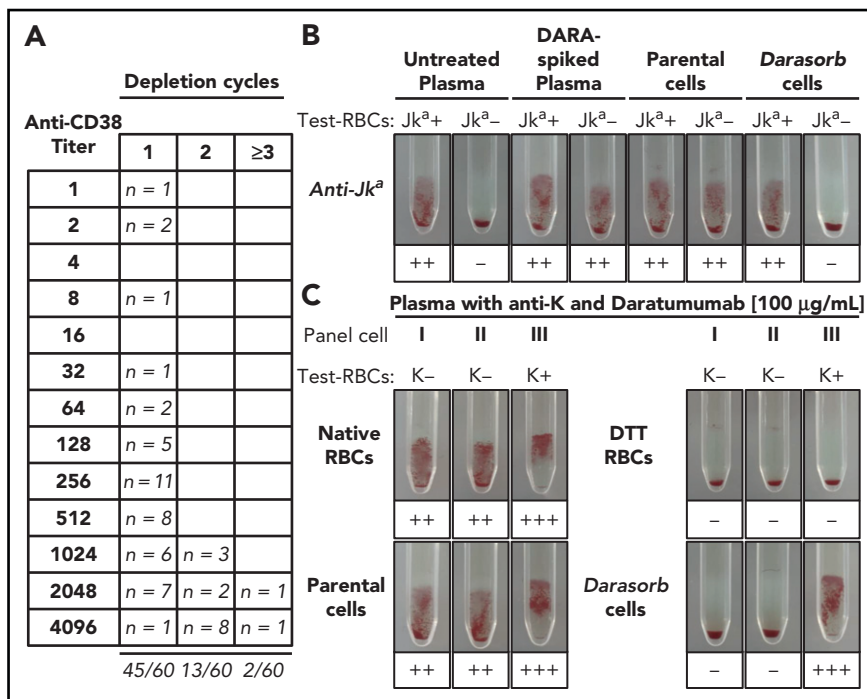 A
Depletion cycles
Anti-CD38 Titer 1 2 ≥3
1 n = 1
2 n = 2
4
8 n = 1
16
32 n = 1
64 n = 2
128 n = 5
256 n = 11
512 n = 8
1024 n = 6 n = 3
2048 n = 7 n = 2 n = 1
4096 n = 1 n = 8 n = 1
45/60 13/60 2/60
B
Untreated Plasma DARA-spiked Plasma Parental cells Darasorb cells
Test-RBCs: Jkᵃ+ Jkᵃ– Jkᵃ+ Jkᵃ– Jkᵃ+ Jkᵃ– Jkᵃ+ Jkᵃ–
Anti-Jkᵃ
++ – ++ ++ ++ ++ ++ –
C
Plasma with anti-K and Daratumumab [100 μg/mL]
Panel cell I II III I II III
Test-RBCs: K– K– K+ K– K– K+
Native RBCs DTT RBCs
++ ++ +++ – – –
Parental cells Darasorb cells
++ ++ +++ – – +++